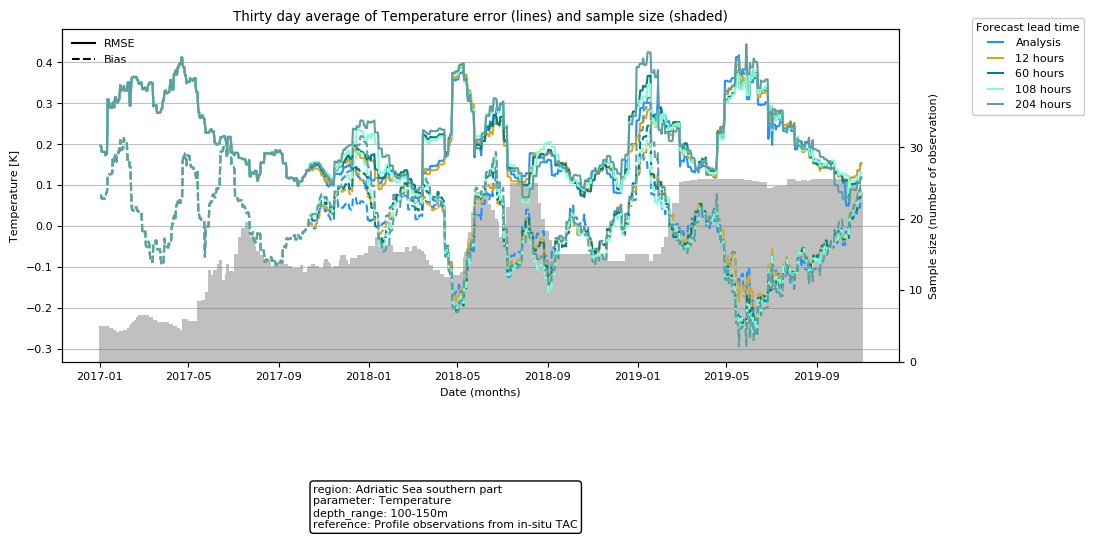 Thirty day average of Temperature error (lines) and sample size (shaded)
RMSE
Bias
Forecast lead time
Analysis
12 hours
60 hours
108 hours
204 hours
Temperature [K]
0.4
0.3
0.2
0.1
0.0
−0.1
−0.2
−0.3
Sample size (number of observation)
30
20
10
0
2017-01
2017-05
2017-09
2018-01
2018-05
2018-09
2019-01
2019-05
2019-09
Date (months)
region: Adriatic Sea southern part
parameter: Temperature
depth_range: 100-150m
reference: Profile observations from in-situ TAC